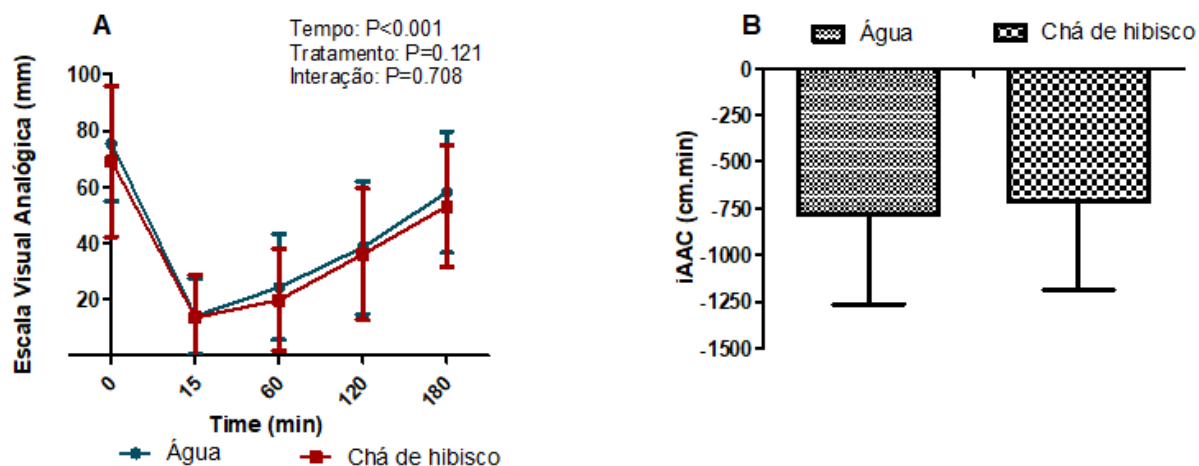 A
Tempo: P<0.001
Tratamento: P=0.121
Interação: P=0.708
Escala Visual Analógica (mm)
100
80
60
40
20
0
15
60
120
180
Time (min)
Água
Chá de hibisco
B
Água
Chá de hibisco
iAAC (cm.min)
0
-250
-500
-750
-1000
-1250
-1500